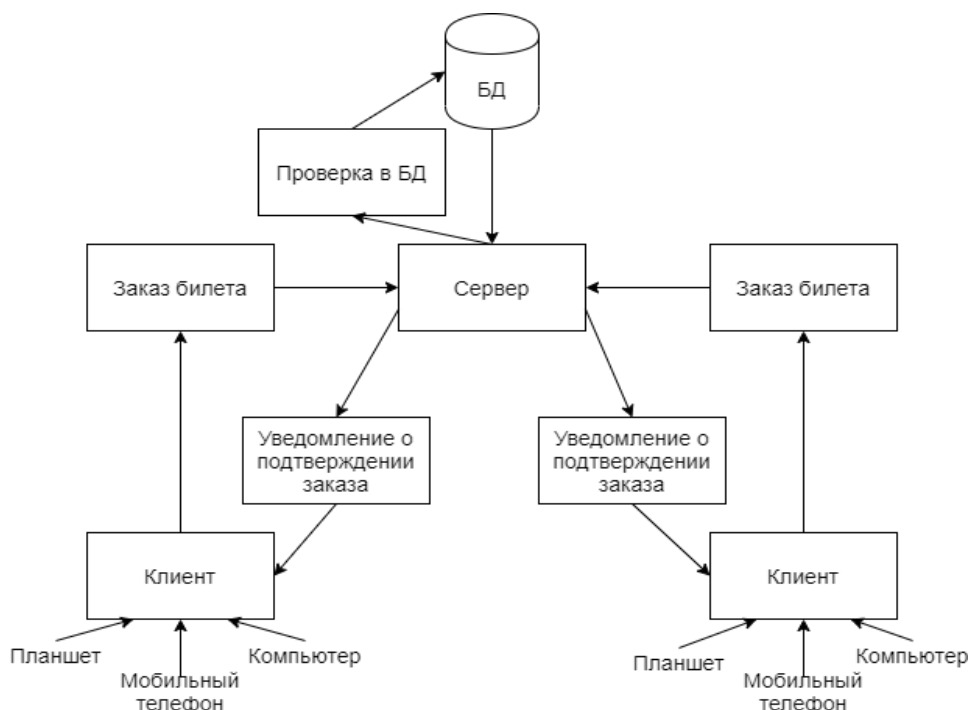 БД
Проверка в БД
Заказ билета
Сервер
Заказ билета
Уведомление о
подтверждении
заказа
Уведомление о
подтверждении
заказа
Клиент
Клиент
Планшет
Мобильный
телефон
Компьютер
Планшет
Мобильный
телефон
Компьютер